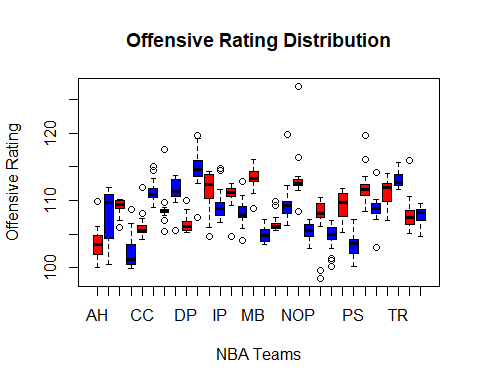 Offensive Rating Distribution
Offensive Rating
120
110
100
AH CC DP IP MB NOP PS TR
NBA Teams